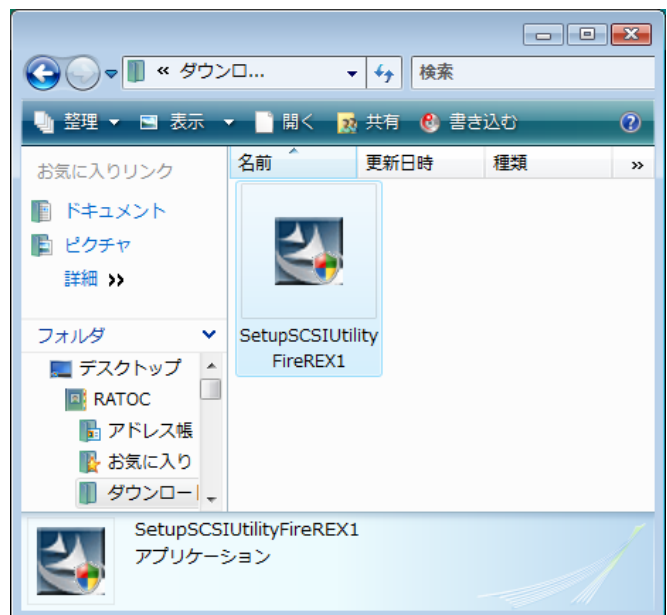 « ダウンロ...
検索
整理 表示 開く 共有 書き込む ?
お気に入りリンク
ドキュメント
ピクチャ
詳細 »
フォルダ
デスクトップ
RATOC
アドレス帳
お気に入り
ダウンロード
名前 更新日時 種類 »
SetupSCSIUtility
FireREX1
SetupSCSIUtilityFireREX1
アプリケーション